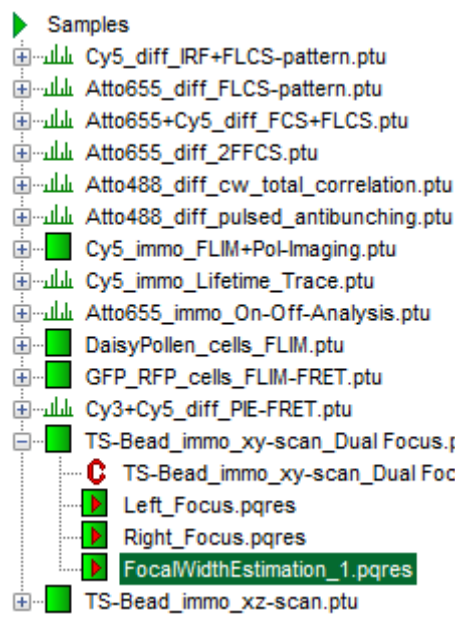 Samples
Cy5_diff_IRF+FLCS-pattern.ptu
Atto655_diff_FLCS-pattern.ptu
Atto655+Cy5_diff_FCS+FLCS.ptu
Atto655_diff_2FFCS.ptu
Atto488_diff_cw_total_correlation.ptu
Atto488_diff_pulsed_antibunching.ptu
Cy5_immo_FLIM+Pol-Imaging.ptu
Cy5_immo_Lifetime_Trace.ptu
Atto655_immo_On-Off-Analysis.ptu
DaisyPollen_cells_FLIM.ptu
GFP_RFP_cells_FLIM-FRET.ptu
Cy3+Cy5_diff_PIE-FRET.ptu
TS-Bead_immo_xy-scan_Dual Focus.p
TS-Bead_immo_xy-scan_Dual Foc
Left_Focus.pqres
Right_Focus.pqres
FocalWidthEstimation_1.pqres
TS-Bead_immo_xz-scan.ptu